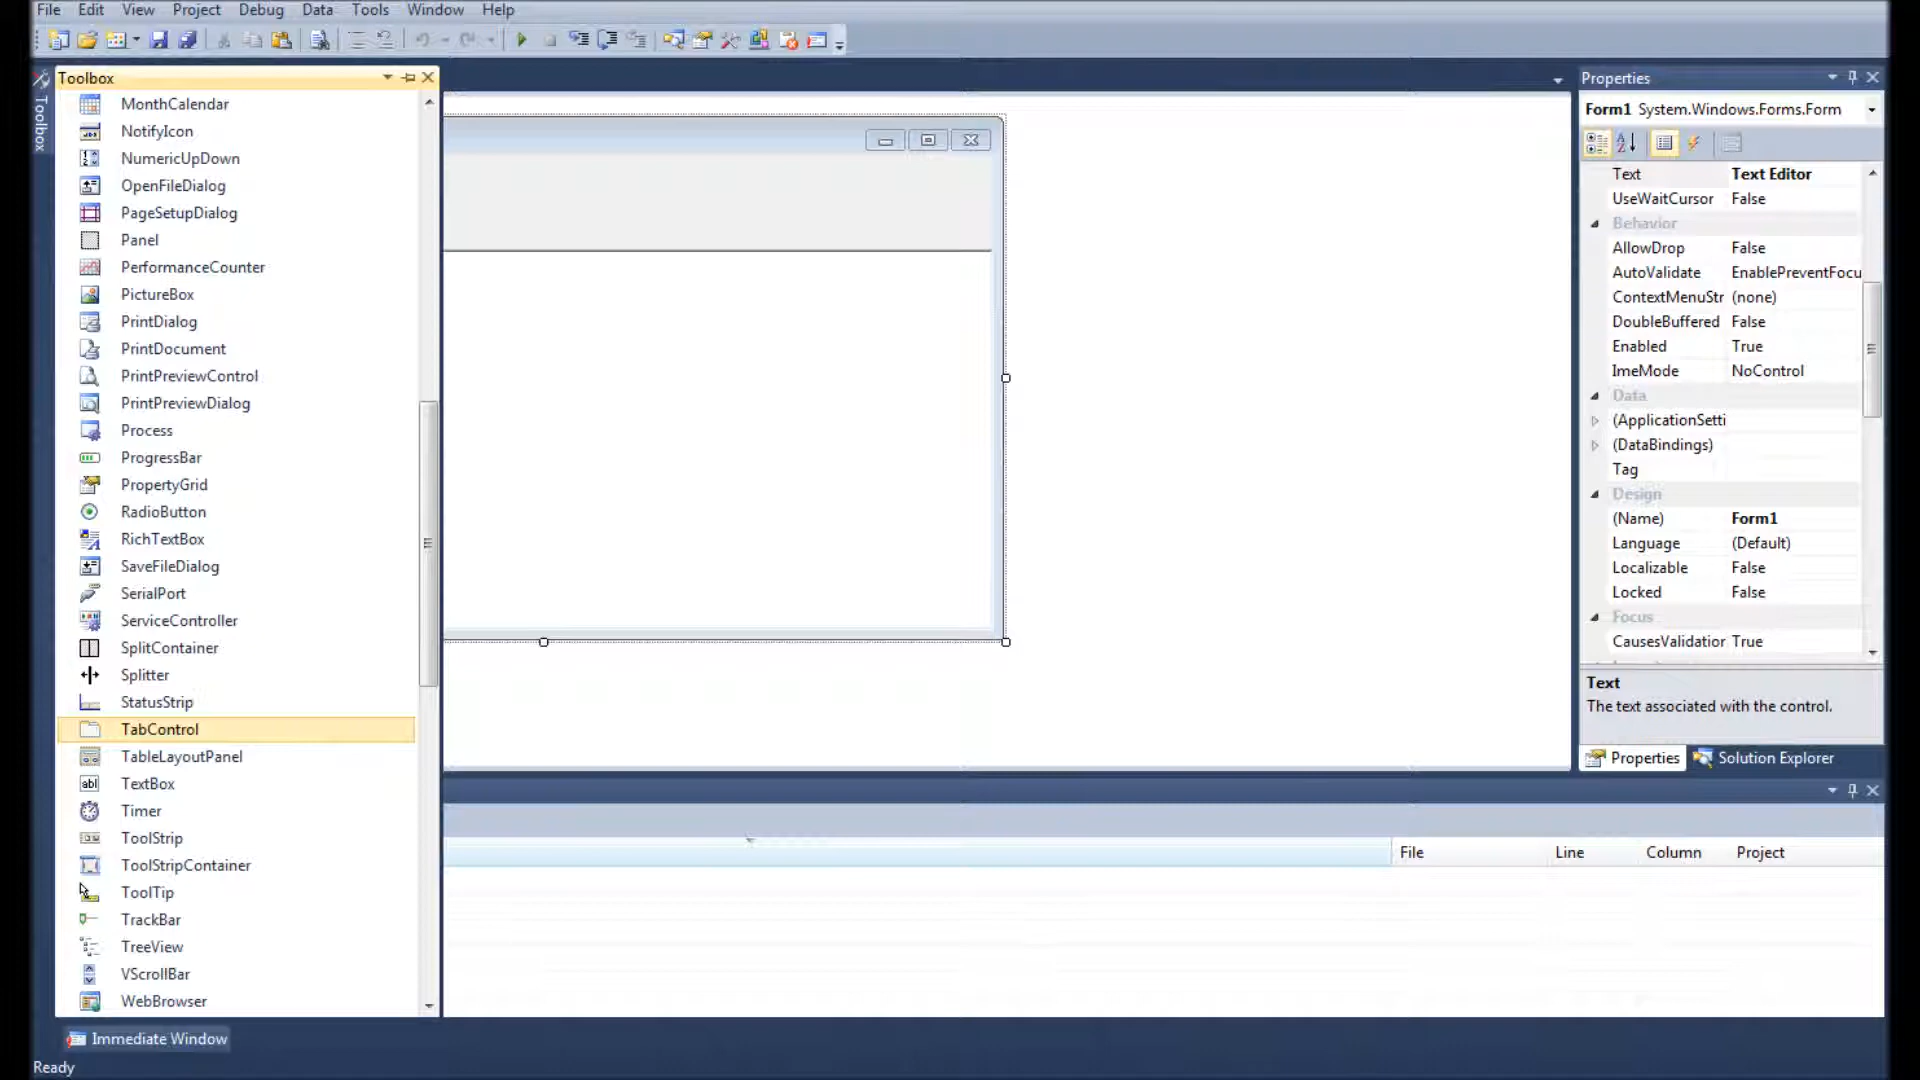 File Edit View Project Debug Data Tools Window Help
Toolbox
Toolbox
MonthCalendar
NotifyIcon
NumericUpDown
OpenFileDialog
PageSetupDialog
Panel
PerformanceCounter
PictureBox
PrintDialog
PrintDocument
PrintPreviewControl
PrintPreviewDialog
Process
ProgressBar
PropertyGrid
RadioButton
RichTextBox
SaveFileDialog
SerialPort
ServiceController
SplitContainer
Splitter
StatusStrip
TabControl
TableLayoutPanel
TextBox
Timer
ToolStrip
ToolStripContainer
ToolTip
TrackBar
TreeView
VScrollBar
WebBrowser
Properties
Form1 System.Windows.Forms.Form
Text Text Editor
UseWaitCursor False
Behavior
AllowDrop False
AutoValidate EnablePreventFocu
ContextMenuStr (none)
DoubleBuffered False
Enabled True
ImeMode NoControl
Data
(ApplicationSetti
(DataBindings)
Tag
Design
(Name) Form1
Language (Default)
Localizable False
Locked False
Focus
CausesValidation True
Text
The text associated with the control.
Properties Solution Explorer
File Line Column Project
Immediate Window
Ready